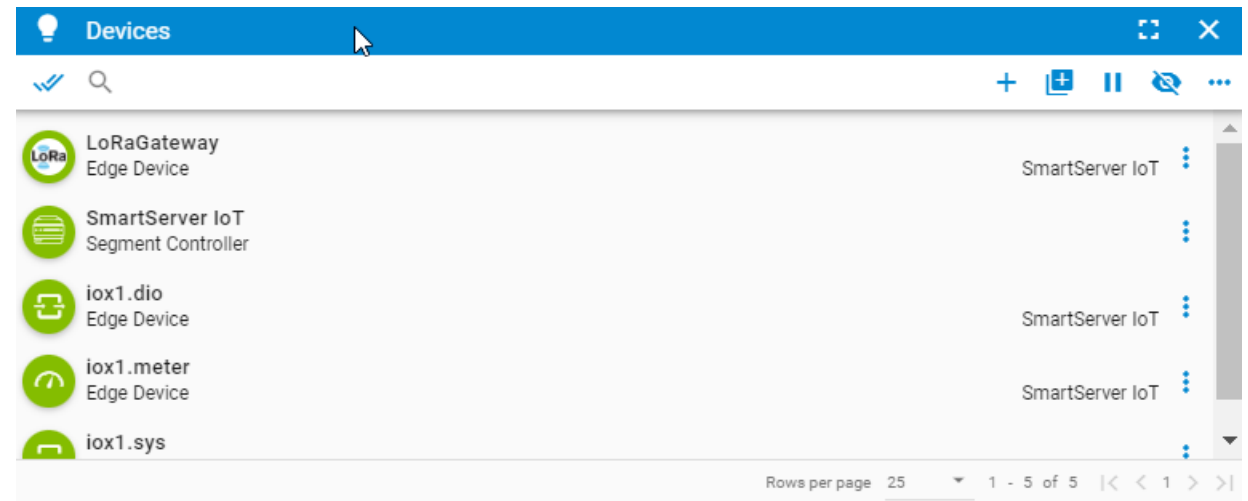 Devices
LoRa
LoRaGateway
Edge Device
SmartServer IoT
SmartServer IoT
Segment Controller
iox1.dio
Edge Device
SmartServer IoT
iox1.meter
Edge Device
SmartServer IoT
iox1.sys
Rows per page 25 1 - 5 of 5 |< < 1 > >|